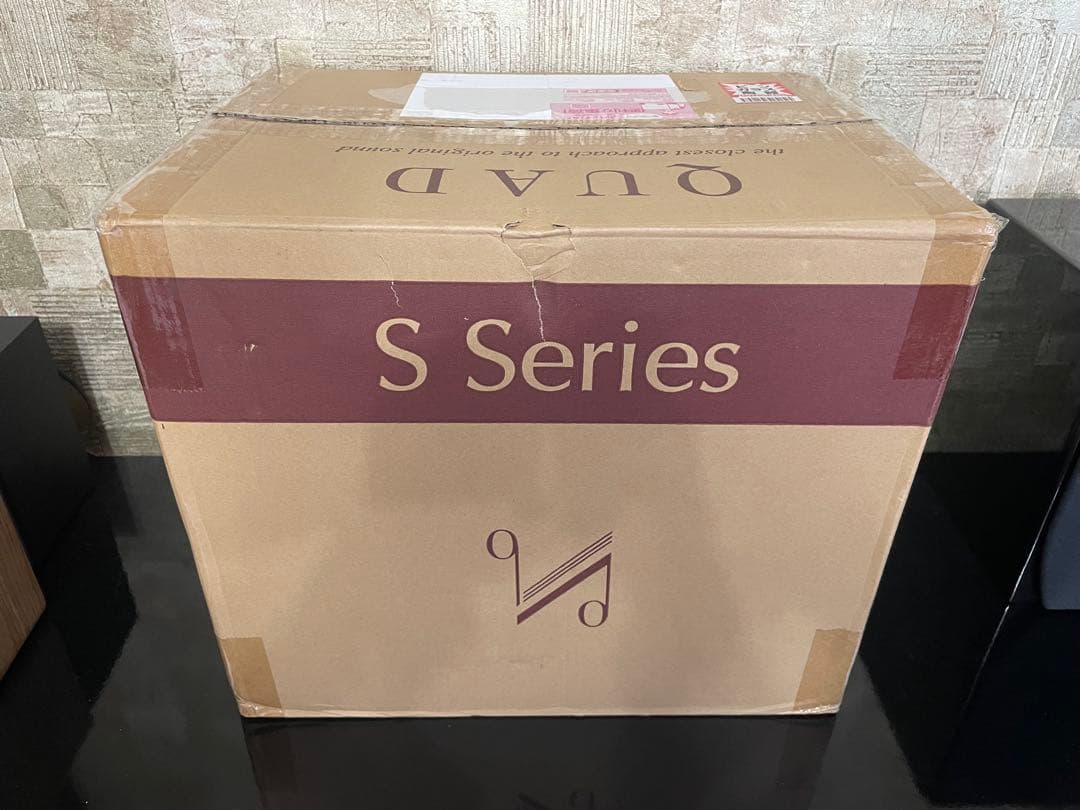 the closest approach to the original sound
QUAD
S Series